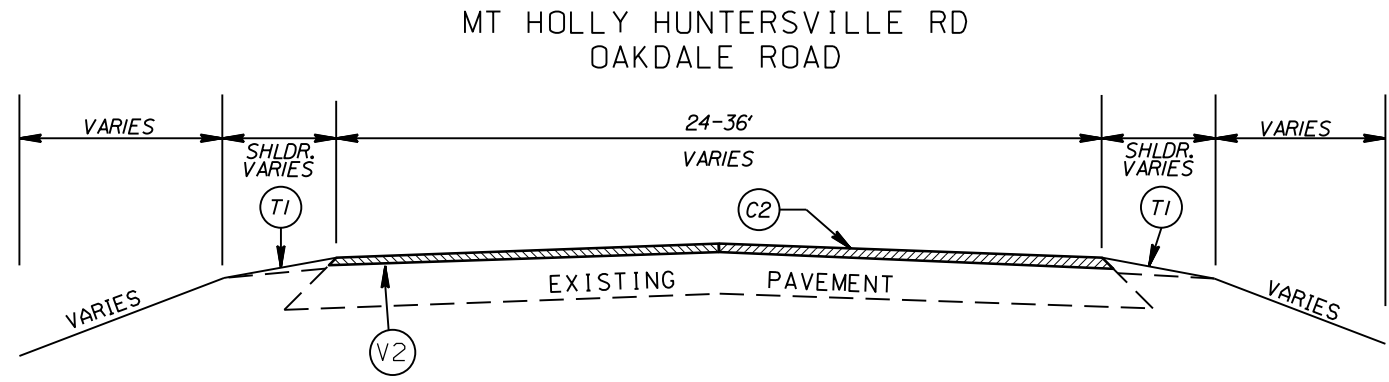 MT HOLLY HUNTERSVILLE RD
OAKDALE ROAD
VARIES
SHLDR.
VARIES
24-36'
VARIES
SHLDR.
VARIES
VARIES
T1
C2
T1
EXISTING PAVEMENT
VARIES
VARIES
V2